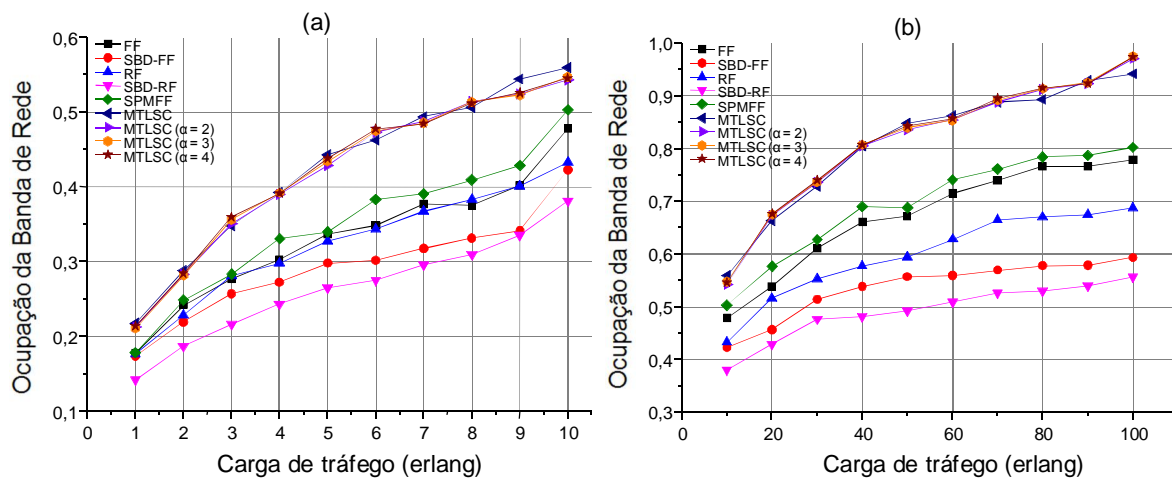 (a)
Ocupação da Banda de Rede
0,6
0,5
0,4
0,3
0,2
0,1
FF
SBD-FF
RF
SBD-RF
SPMFF
MTLSC
MTLSC (α = 2)
MTLSC (α = 3)
MTLSC (α = 4)
0 1 2 3 4 5 6 7 8 9 10
Carga de tráfego (erlang)
(b)
Ocupação da Banda de Rede
1,0
0,9
0,8
0,7
0,6
0,5
0,4
0,3
FF
SBD-FF
RF
SBD-RF
SPMFF
MTLSC
MTLSC (α = 2)
MTLSC (α = 3)
MTLSC (α = 4)
0 20 40 60 80 100
Carga de tráfego (erlang)